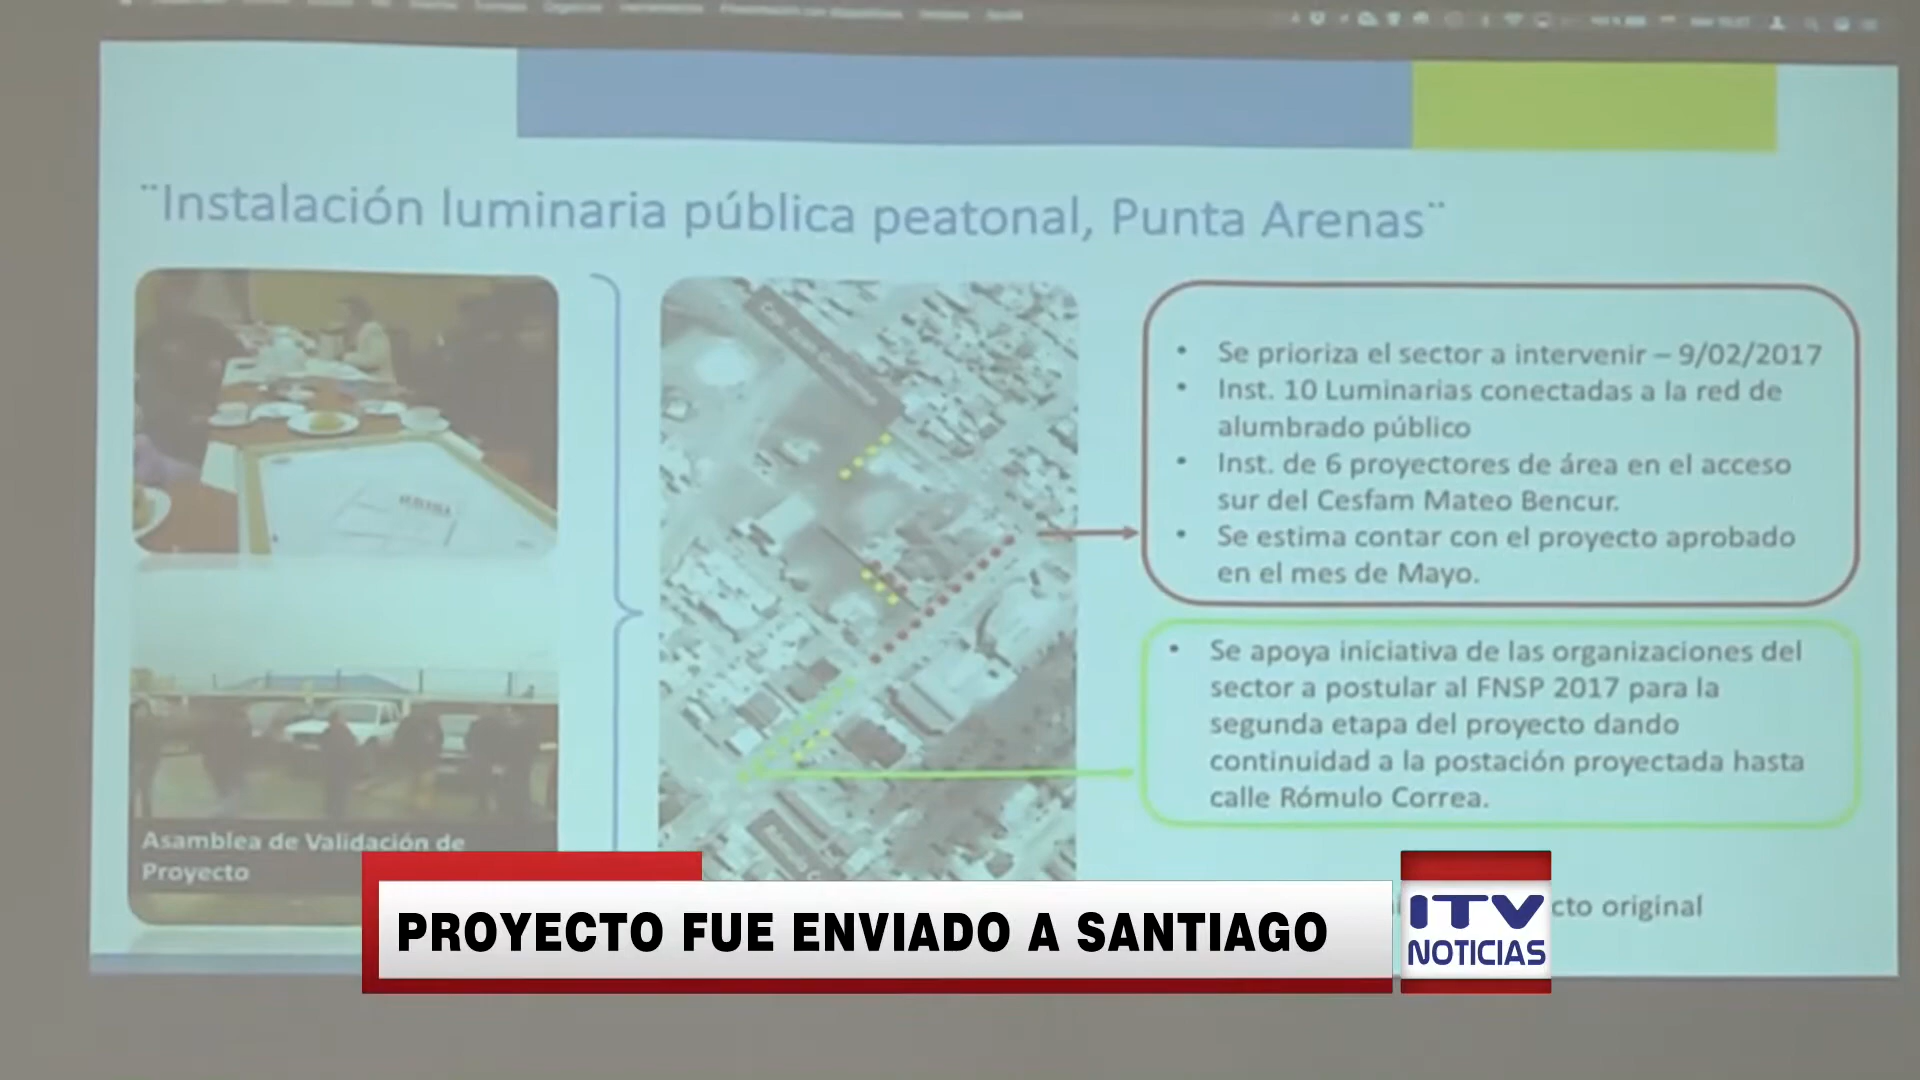 ¨Instalación luminaria pública peatonal, Punta Arenas¨
• Se prioriza el sector a intervenir – 9/02/2017
• Inst. 10 Luminarias conectadas a la red de
alumbrado público
• Inst. de 6 proyectores de área en el acceso
sur del Cesfam Mateo Bencur.
• Se estima contar con el proyecto aprobado
en el mes de Mayo.
• Se apoya iniciativa de las organizaciones del
sector a postular al FNSP 2017 para la
segunda etapa del proyecto dando
continuidad a la postación proyectada hasta
calle Rómulo Correa.
Asamblea de Validación de
Proyecto
original
PROYECTO FUE ENVIADO A SANTIAGO
ITV
NOTICIAS